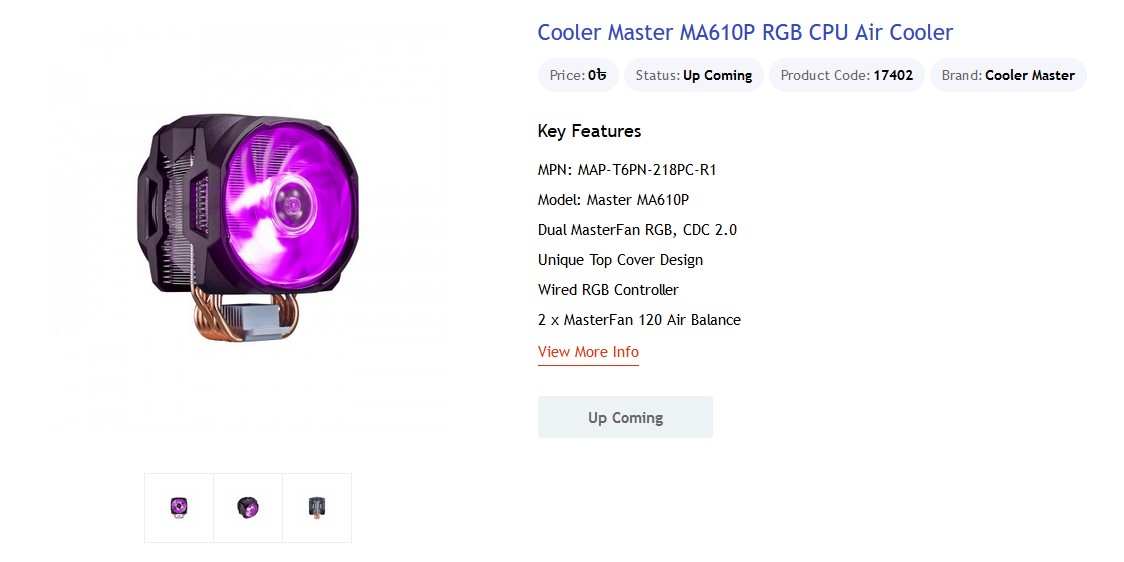 Cooler Master MA610P RGB CPU Air Cooler
Price: 0৳ Status: Up Coming Product Code: 17402 Brand: Cooler Master
Key Features
MPN: MAP-T6PN-218PC-R1
Model: Master MA610P
Dual MasterFan RGB, CDC 2.0
Unique Top Cover Design
Wired RGB Controller
2 x MasterFan 120 Air Balance
View More Info
Up Coming